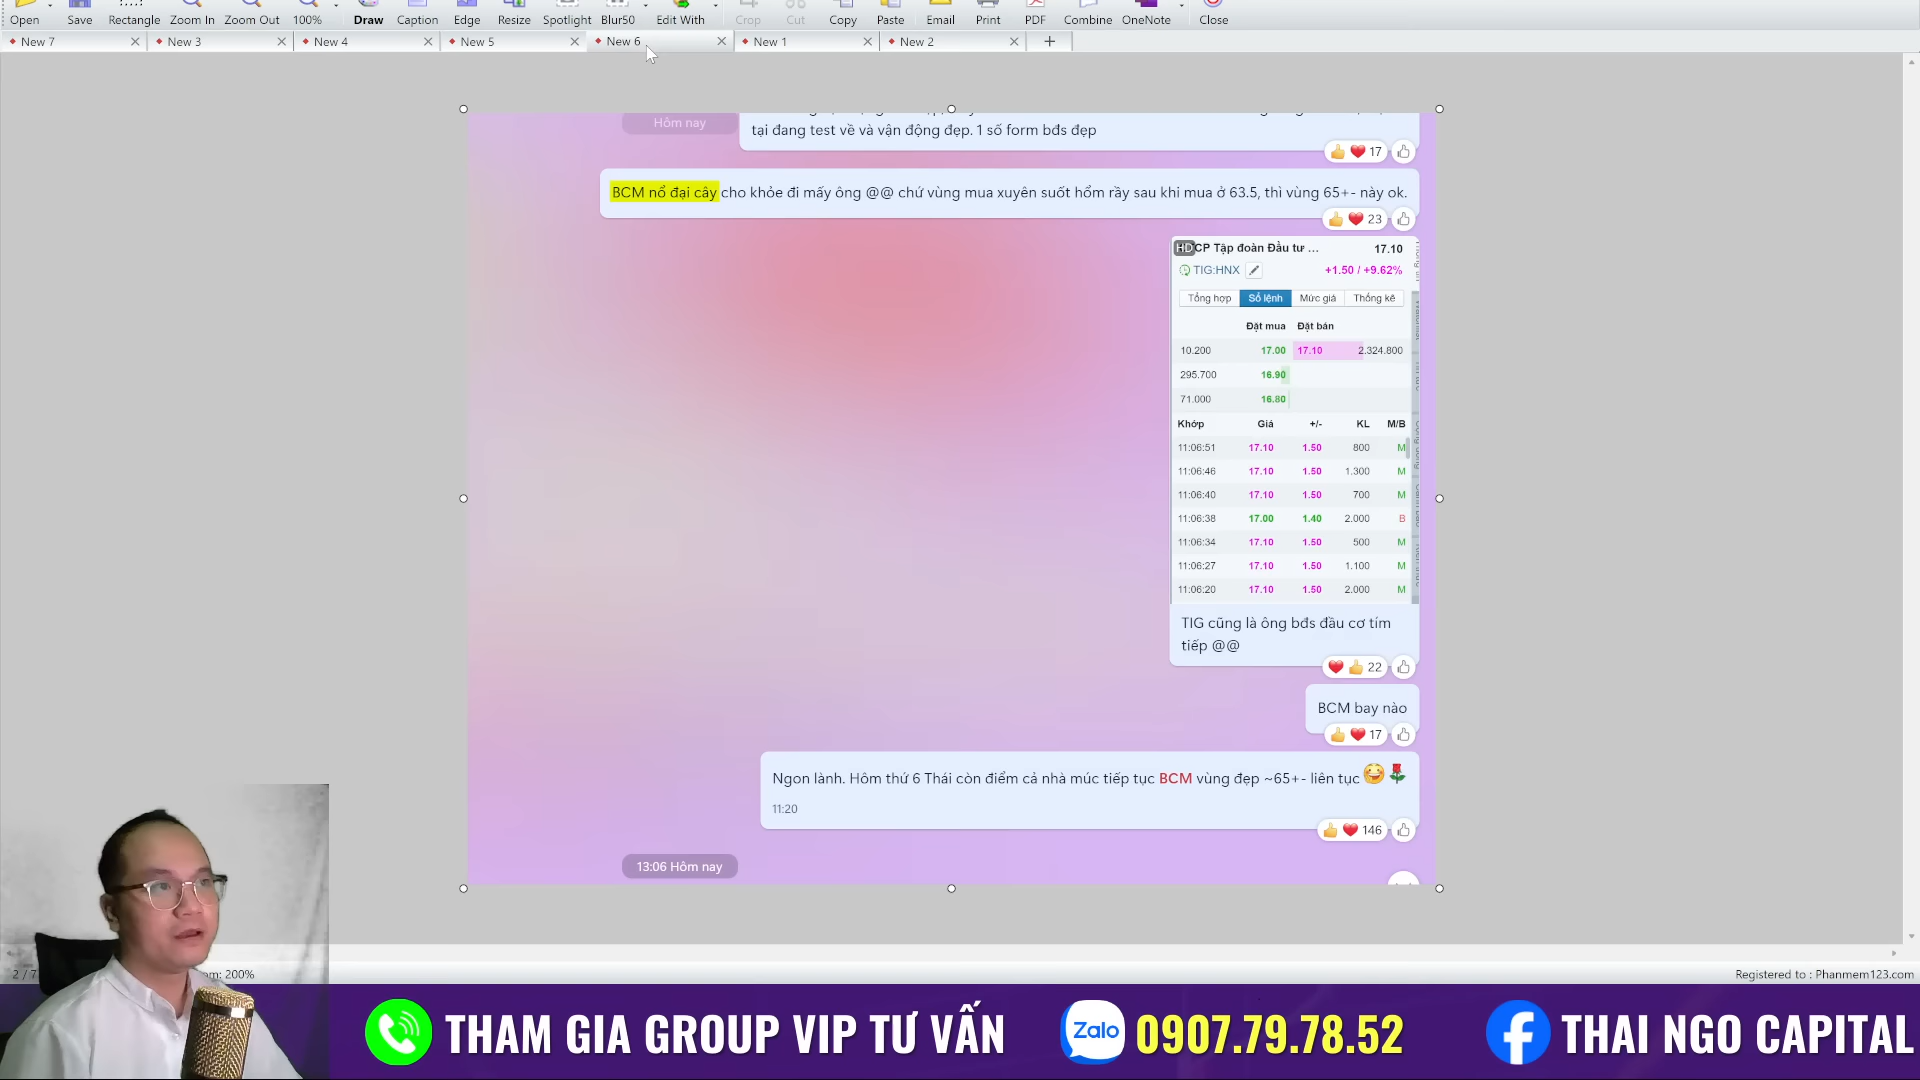 Open Save Rectangle Zoom In Zoom Out 100% Draw Caption Edge Resize Spotlight Blur50 Edit With Crop Cut Copy Paste Email Print PDF Combine OneNote Close
New 7 New 3 New 4 New 5 New 6 New 1 New 2
Hôm nay
tại đang test về và vận động đẹp. 1 số form bđs đẹp
17
BCM nổ đại cây cho khỏe đi mấy ông @@ chứ vùng mua xuyên suốt hổm rầy sau khi mua ở 63.5, thì vùng 65+- này ok.
23
HD CP Tập đoàn Đầu tư ... 17.10
TIG:HNX +1.50 / +9.62%
Tổng hợp Sổ lệnh Mức giá Thống kê
Đặt mua Đặt bán
10.200 17.00 17.10 2.324.800
295.700 16.90
71.000 16.80
Khớp Giá +/- KL M/B
11:06:51 17.10 1.50 800 M
11:06:46 17.10 1.50 1.300 M
11:06:40 17.10 1.50 700 M
11:06:38 17.00 1.40 2.000 B
11:06:34 17.10 1.50 500 M
11:06:27 17.10 1.50 1.100 M
11:06:20 17.10 1.50 2.000 M
TIG cũng là ông bđs đầu cơ tím
tiếp @@
22
BCM bay nào
17
Ngon lành. Hôm thứ 6 Thái còn điểm cả nhà múc tiếp tục BCM vùng đẹp ~65+- liên tục
11:20
146
13:06 Hôm nay
2 / 7 om: 200% Registered to : Phanmem123.com
THAM GIA GROUP VIP TƯ VẤN Zalo 0907.79.78.52 THAI NGO CAPITAL